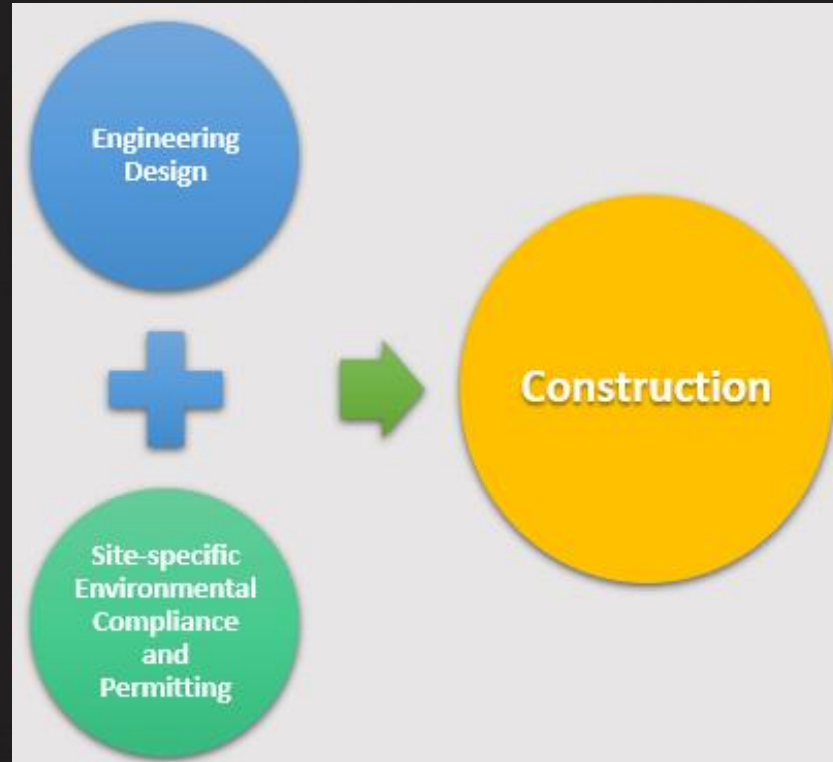 Engineering
Design
Construction
Site-specific
Environmental
Compliance
and
Permitting